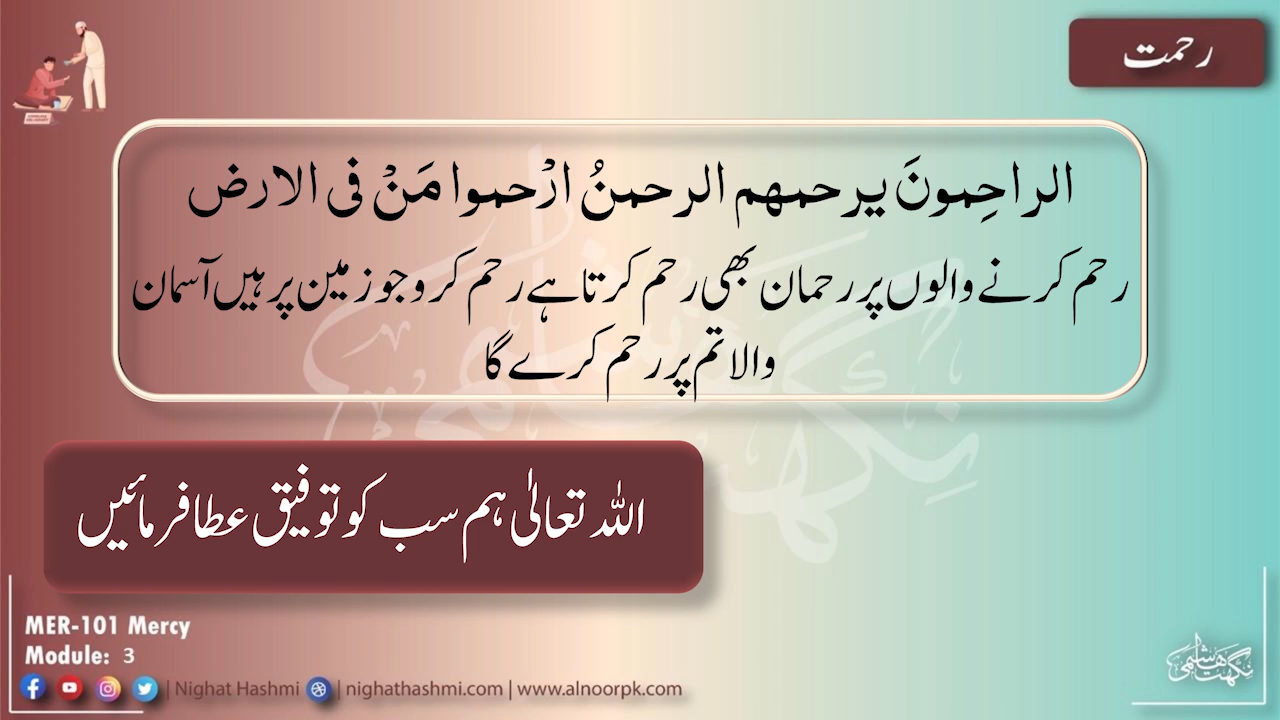 رحمت
الراحِمونَ یرحمھم الرحمنُ ارْحموا مَنْ فی الارض
رحم کرنے والوں پر رحمان بھی رحم کرتا ہے رحم کرو جو زمین پر ہیں آسمان
والا تم پر رحم کرے گا
اللہ تعالیٰ ہم سب کو توفیق عطا فرمائیں
MER-101 Mercy
Module: 3
| Nighat Hashmi | nighathashmi.com | www.alnoorpk.com
نگہت ہاشمی